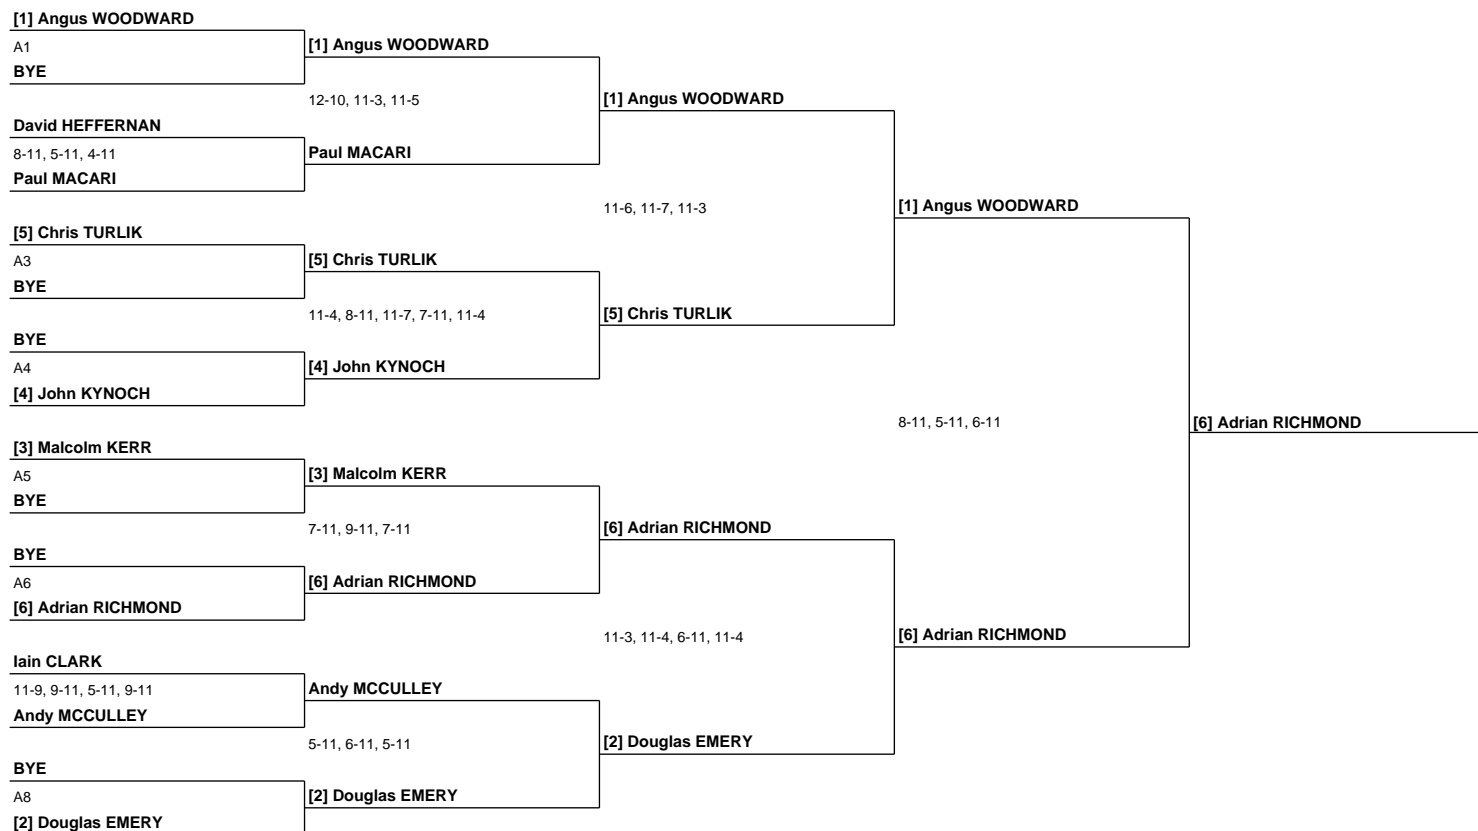 [1] Angus WOODWARD
A1
[1] Angus WOODWARD
BYE
12-10, 11-3, 11-5
[1] Angus WOODWARD
David HEFFERNAN
8-11, 5-11, 4-11
Paul MACARI
Paul MACARI
11-6, 11-7, 11-3
[1] Angus WOODWARD
[5] Chris TURLIK
A3
[5] Chris TURLIK
BYE
11-4, 8-11, 11-7, 7-11, 11-4
[5] Chris TURLIK
BYE
A4
[4] John KYNOCH
[4] John KYNOCH
8-11, 5-11, 6-11
[6] Adrian RICHMOND
[3] Malcolm KERR
A5
[3] Malcolm KERR
BYE
7-11, 9-11, 7-11
[6] Adrian RICHMOND
BYE
A6
[6] Adrian RICHMOND
[6] Adrian RICHMOND
11-3, 11-4, 6-11, 11-4
[6] Adrian RICHMOND
Iain CLARK
11-9, 9-11, 5-11, 9-11
Andy MCCULLEY
Andy MCCULLEY
5-11, 6-11, 5-11
[2] Douglas EMERY
BYE
A8
[2] Douglas EMERY
[2] Douglas EMERY